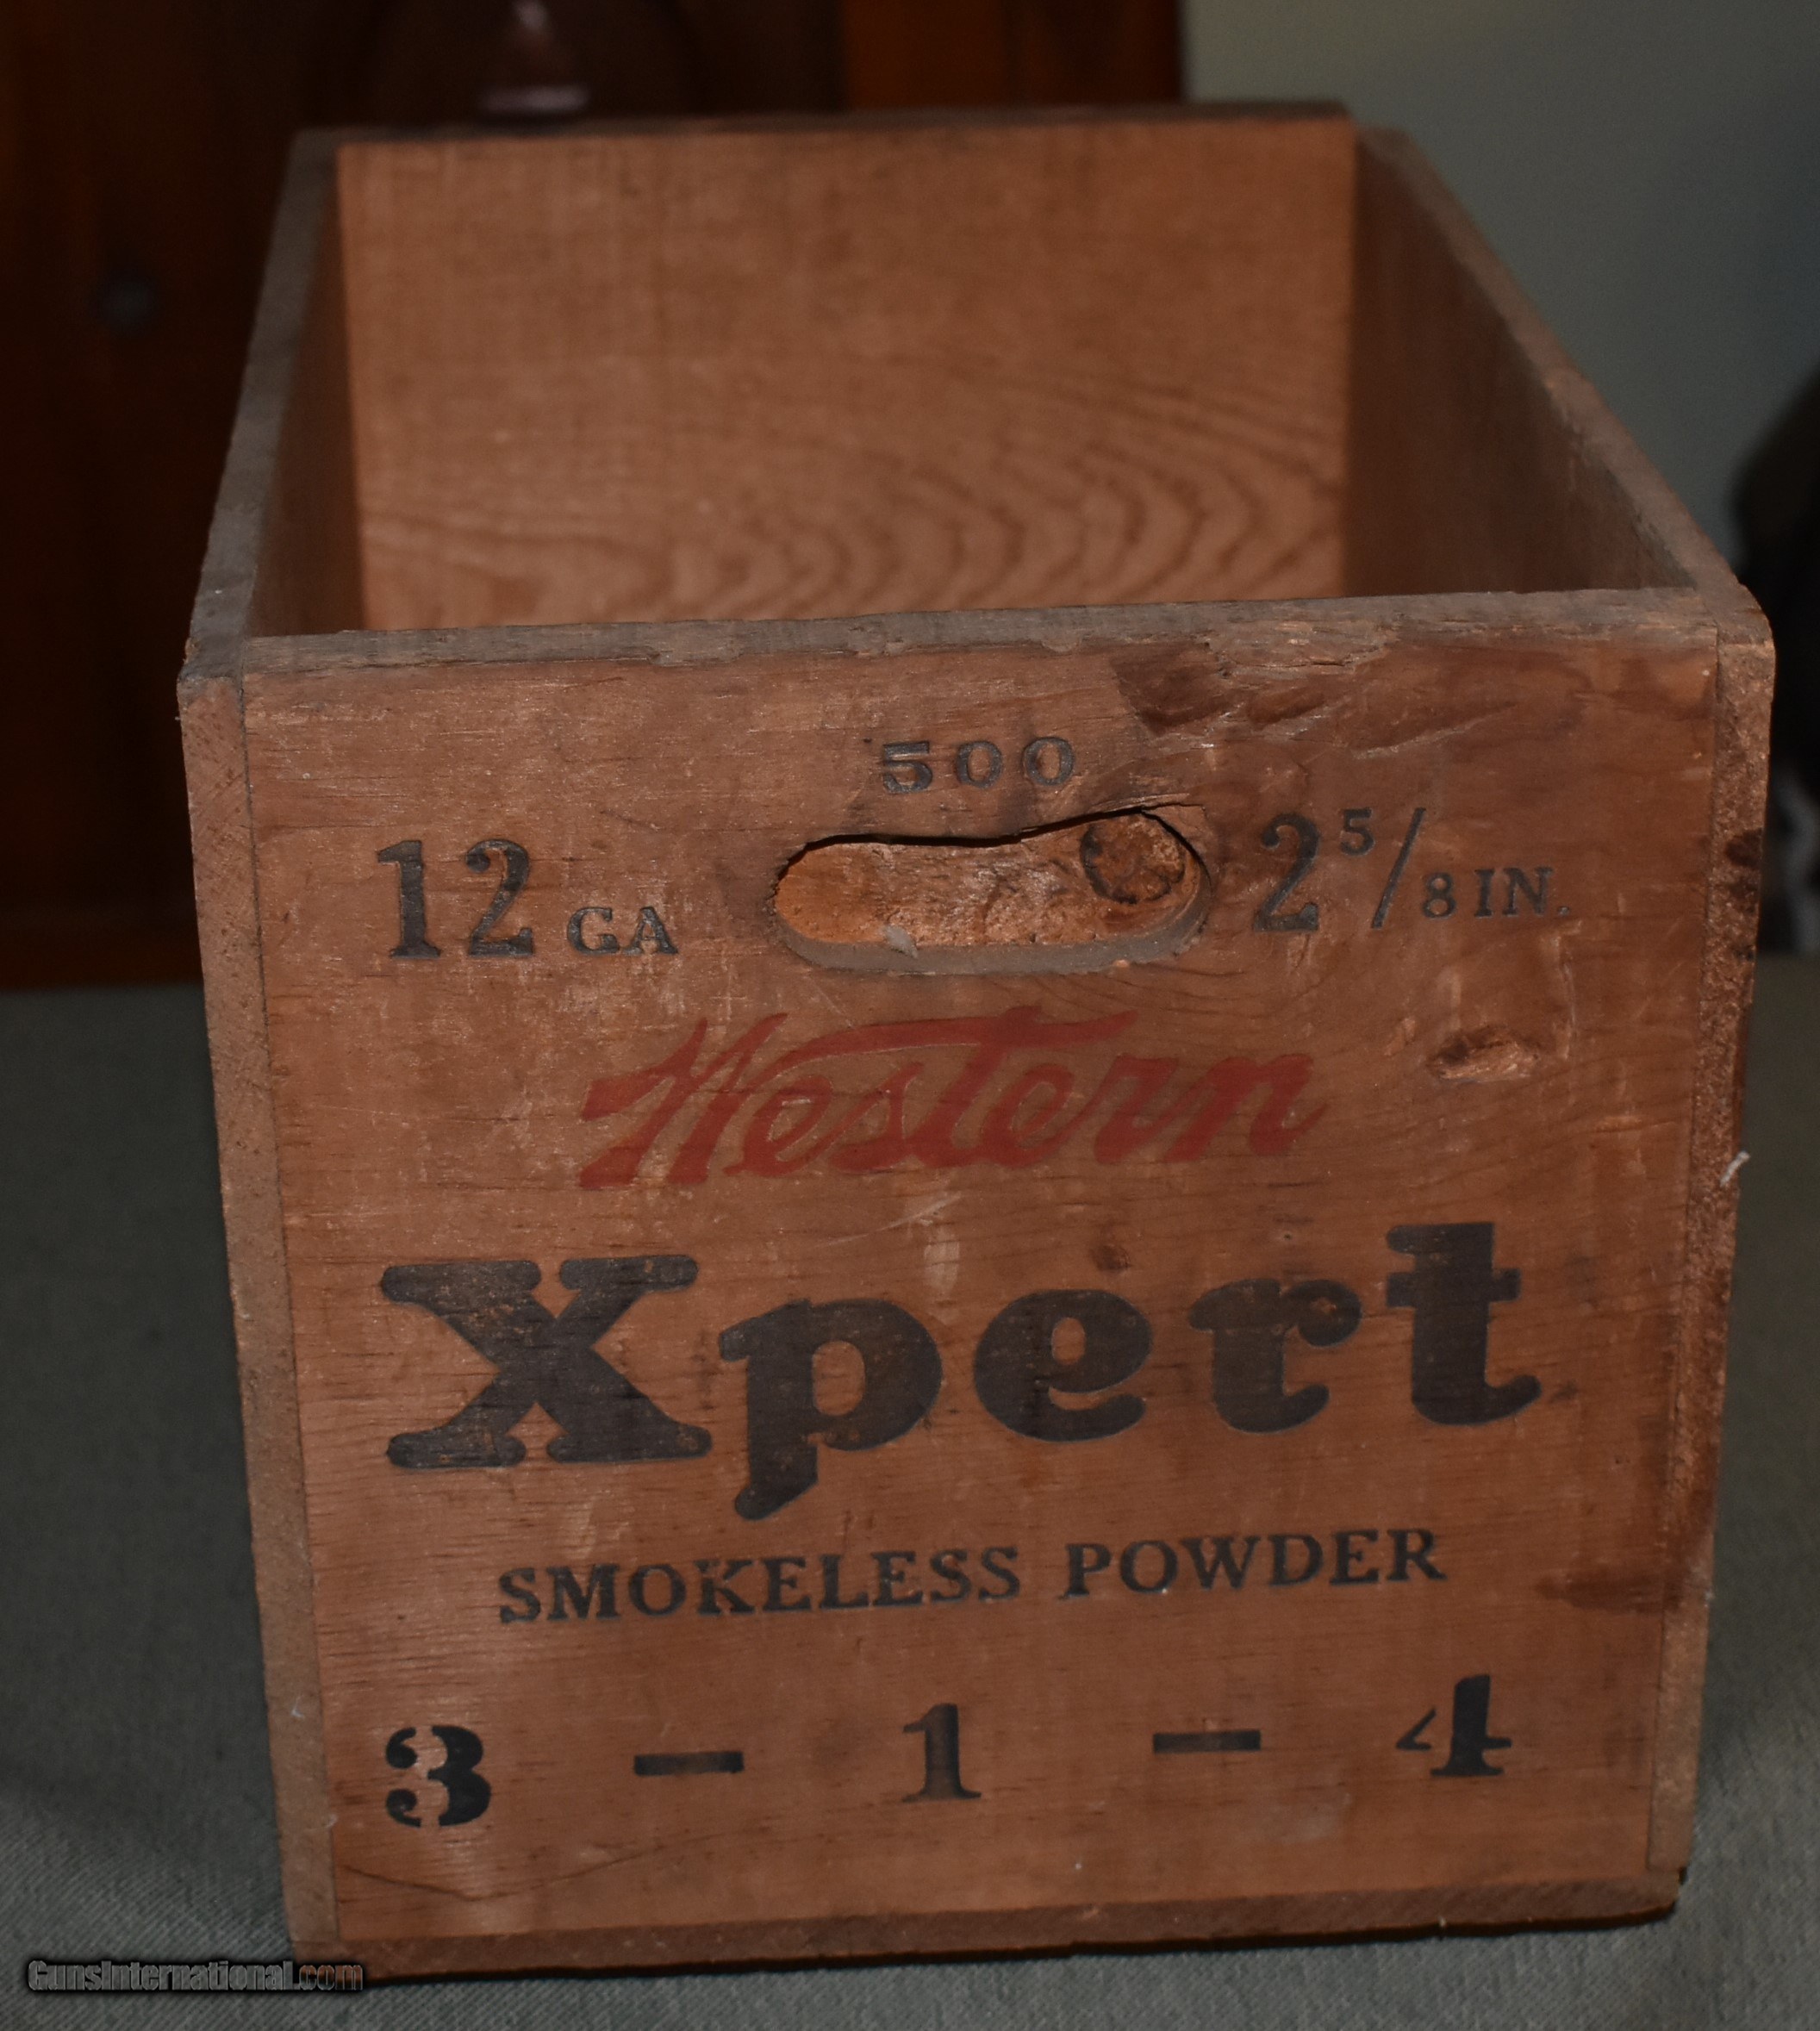 500
12 GA 2 5/8 IN.
Western
Xpert
SMOKELESS POWDER
3 - 1 - 4
GunsInternational.com